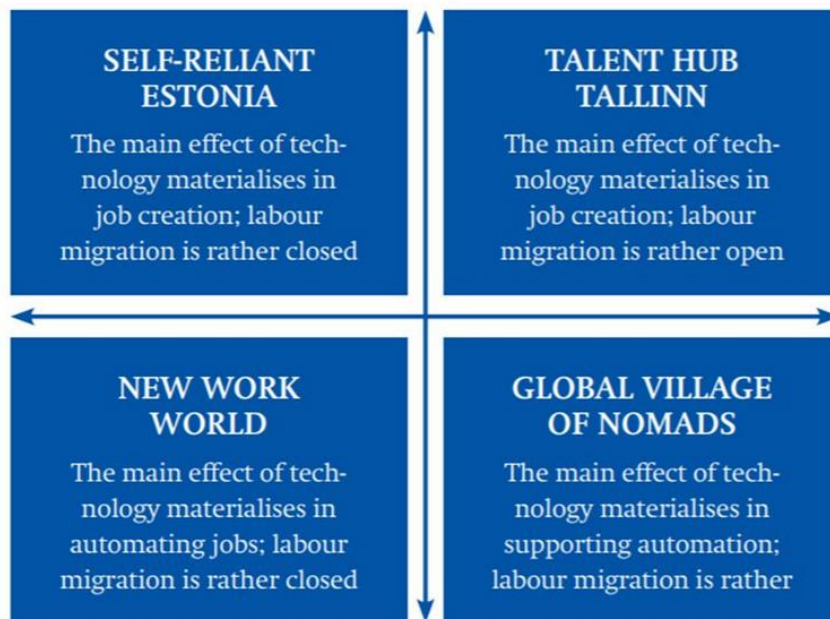 SELF-RELIANT
ESTONIA
The main effect of tech-
nology materialises in
job creation; labour
migration is rather closed
TALENT HUB
TALLINN
The main effect of tech-
nology materialises in
job creation; labour
migration is rather open
NEW WORK
WORLD
The main effect of tech-
nology materialises in
automating jobs; labour
migration is rather closed
GLOBAL VILLAGE
OF NOMADS
The main effect of tech-
nology materialises in
supporting automation;
labour migration is rather